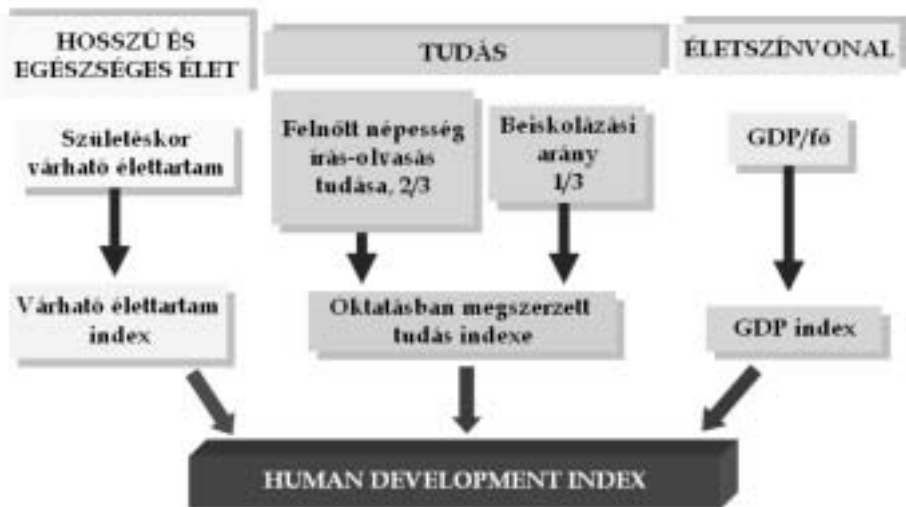 HOSSZÚ ÉS
EGÉSZSÉGES ÉLET
TUDÁS
ÉLETSZÍNVONAL
Születéskor
várható élettartam
Felnőtt népesség
írás-olvasás
tudása, 2/3
Beiskolázási
arány
1/3
GDP/fő
Várható élettartam
index
Oktatásban megszerzett
tudás indexe
GDP index
HUMAN DEVELOPMENT INDEX